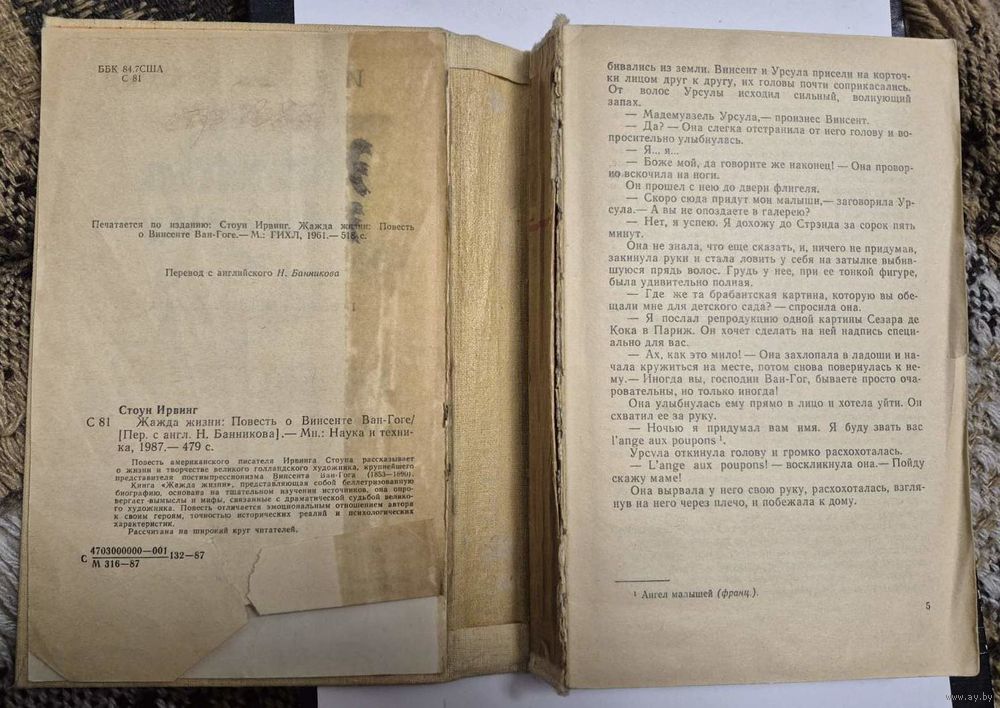 ББК 84.7США
С 81
Печатается по изданию: Стоун Ирвинг. Жажда жизни: Повесть
о Винсенте Ван-Гоге.— М.: ГИХЛ, 1961.— 518 с.
Перевод с английского Н. Банникова
Стоун Ирвинг
С 81 Жажда жизни: Повесть о Винсенте Ван-Гоге/
[Пер. с англ. Н. Банникова].— Мн.: Наука и техни-
ка, 1987.— 479 с.
Повесть американского писателя Ирвинга Стоуна рассказывает
о жизни и творчестве великого голландского художника, крупнейшего
представителя постимпрессионизма Винсента Ван-Гога (1853—1890).
Книга «Жажда жизни», представляющая собой беллетризованную
биографию, основана на тщательном изучении источников, она опро-
вергает вымыслы и мифы, связанные с драматической судьбой велико-
го художника. Повесть отличается эмоциональным отношением автора
к своим героям, точностью исторических реалий и психологических
характеристик.
Рассчитана на широкий круг читателей.
С 4703000000—001 132—87
М 316—87
бивались из земли. Винсент и Урсула присели на корточ-
ки лицом друг к другу, их головы почти соприкасались.
От волос Урсулы исходил сильный, волнующий
запах.
— Мадемуазель Урсула,— произнес Винсент.
— Да? — Она слегка отстранила от него голову и во-
просительно улыбнулась.
— Я... я...
— Боже мой, да говорите же наконец! — Она провор-
но вскочила на ноги.
Он прошел с нею до двери флигеля.
— Скоро сюда придут мои малыши,— заговорила Ур-
сула.— А вы не опоздаете в галерею?
— Нет, я успею. Я дохожу до Стрэнда за сорок пять
минут.
Она не знала, что еще сказать, и, ничего не придумав,
закинула руки и стала ловить у себя на затылке выбив-
шуюся прядь волос. Грудь у нее, при ее тонкой фигуре,
была удивительно полная.
— Где же та брабантская картина, которую вы обе-
щали мне для детского сада? — спросила она.
— Я послал репродукцию одной картины Сезара де
Кока в Париж. Он хочет сделать на ней надпись специ-
ально для вас.
— Ах, как это мило! — Она захлопала в ладоши и на-
чала кружиться на месте, потом снова повернулась к не-
му.— Иногда вы, господин Ван-Гог, бываете просто оча-
ровательны, но только иногда!
Она улыбнулась ему прямо в лицо и хотела уйти. Он
схватил ее за руку.
— Ночью я придумал вам имя. Я буду звать вас
l'ange aux poupons ¹.
Урсула откинула голову и громко расхохоталась.
— L'ange aux poupons! — воскликнула она.— Пойду
скажу маме!
Она вырвала у него свою руку, расхохоталась, взгля-
нув на него через плечо, и побежала к дому.
¹ Ангел малышей (франц.).
5
www.ay.by